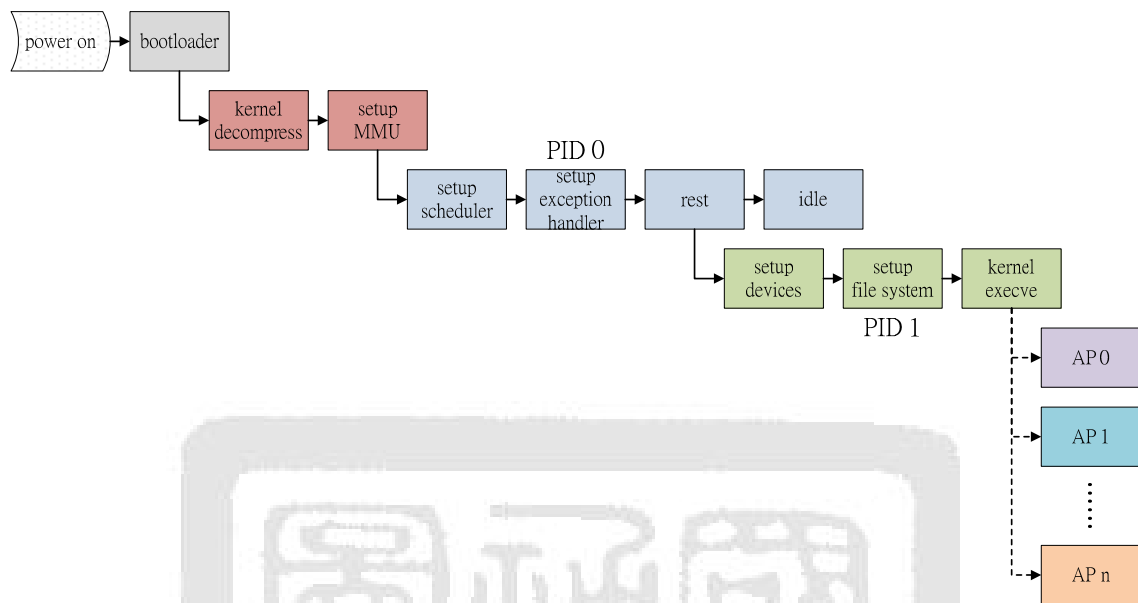 power on
bootloader
kernel
decompress
setup
MMU
PID 0
setup
scheduler
setup
exception
handler
rest
idle
setup
devices
setup
file system
kernel
execve
PID 1
AP 0
AP 1
AP n